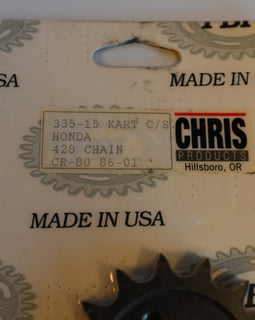 MADE IN
335-15 KART C/S
HONDA
428 CHAIN
CR-80 86-01
CHRIS
PRODUCTS
Hillsboro, OR
USA
MADE IN USA